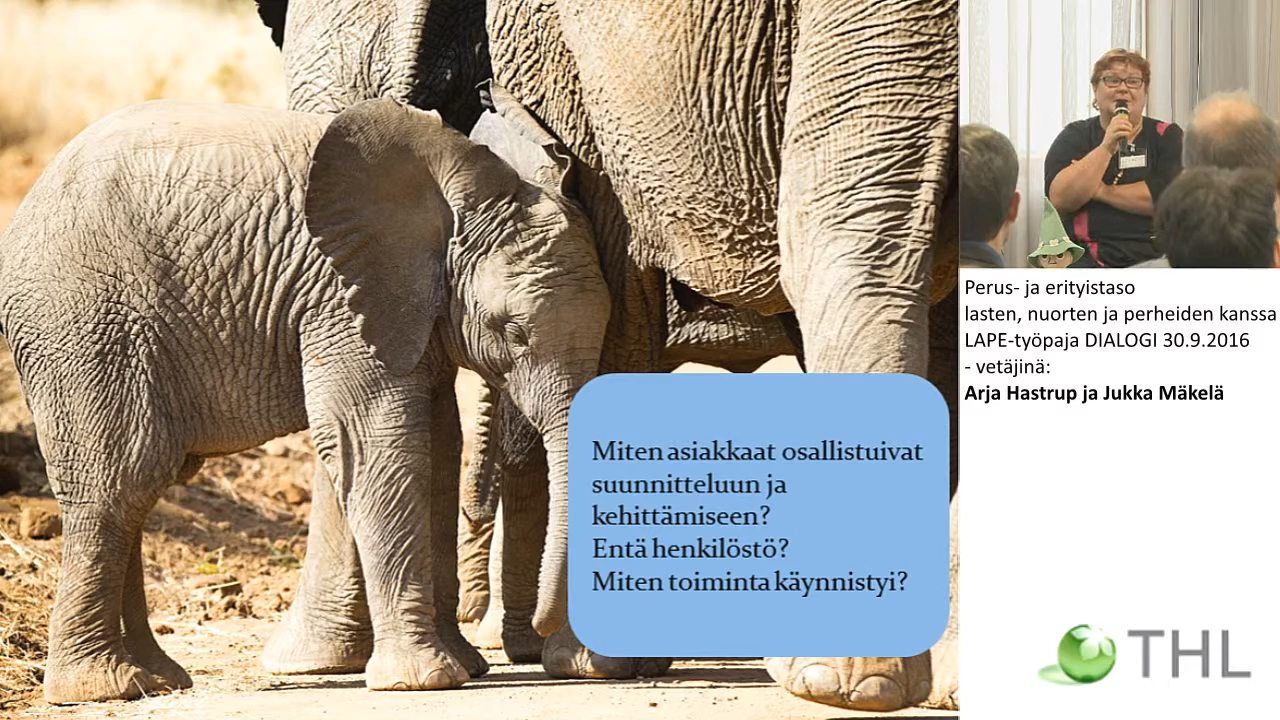 Miten asiakkaat osallistuivat
suunnitteluun ja
kehittämiseen?
Entä henkilöstö?
Miten toiminta käynnistyi?
Perus- ja erityistaso
lasten, nuorten ja perheiden kanssa
LAPE-työpaja DIALOGI 30.9.2016
- vetäjinä:
Arja Hastrup ja Jukka Mäkelä
THL